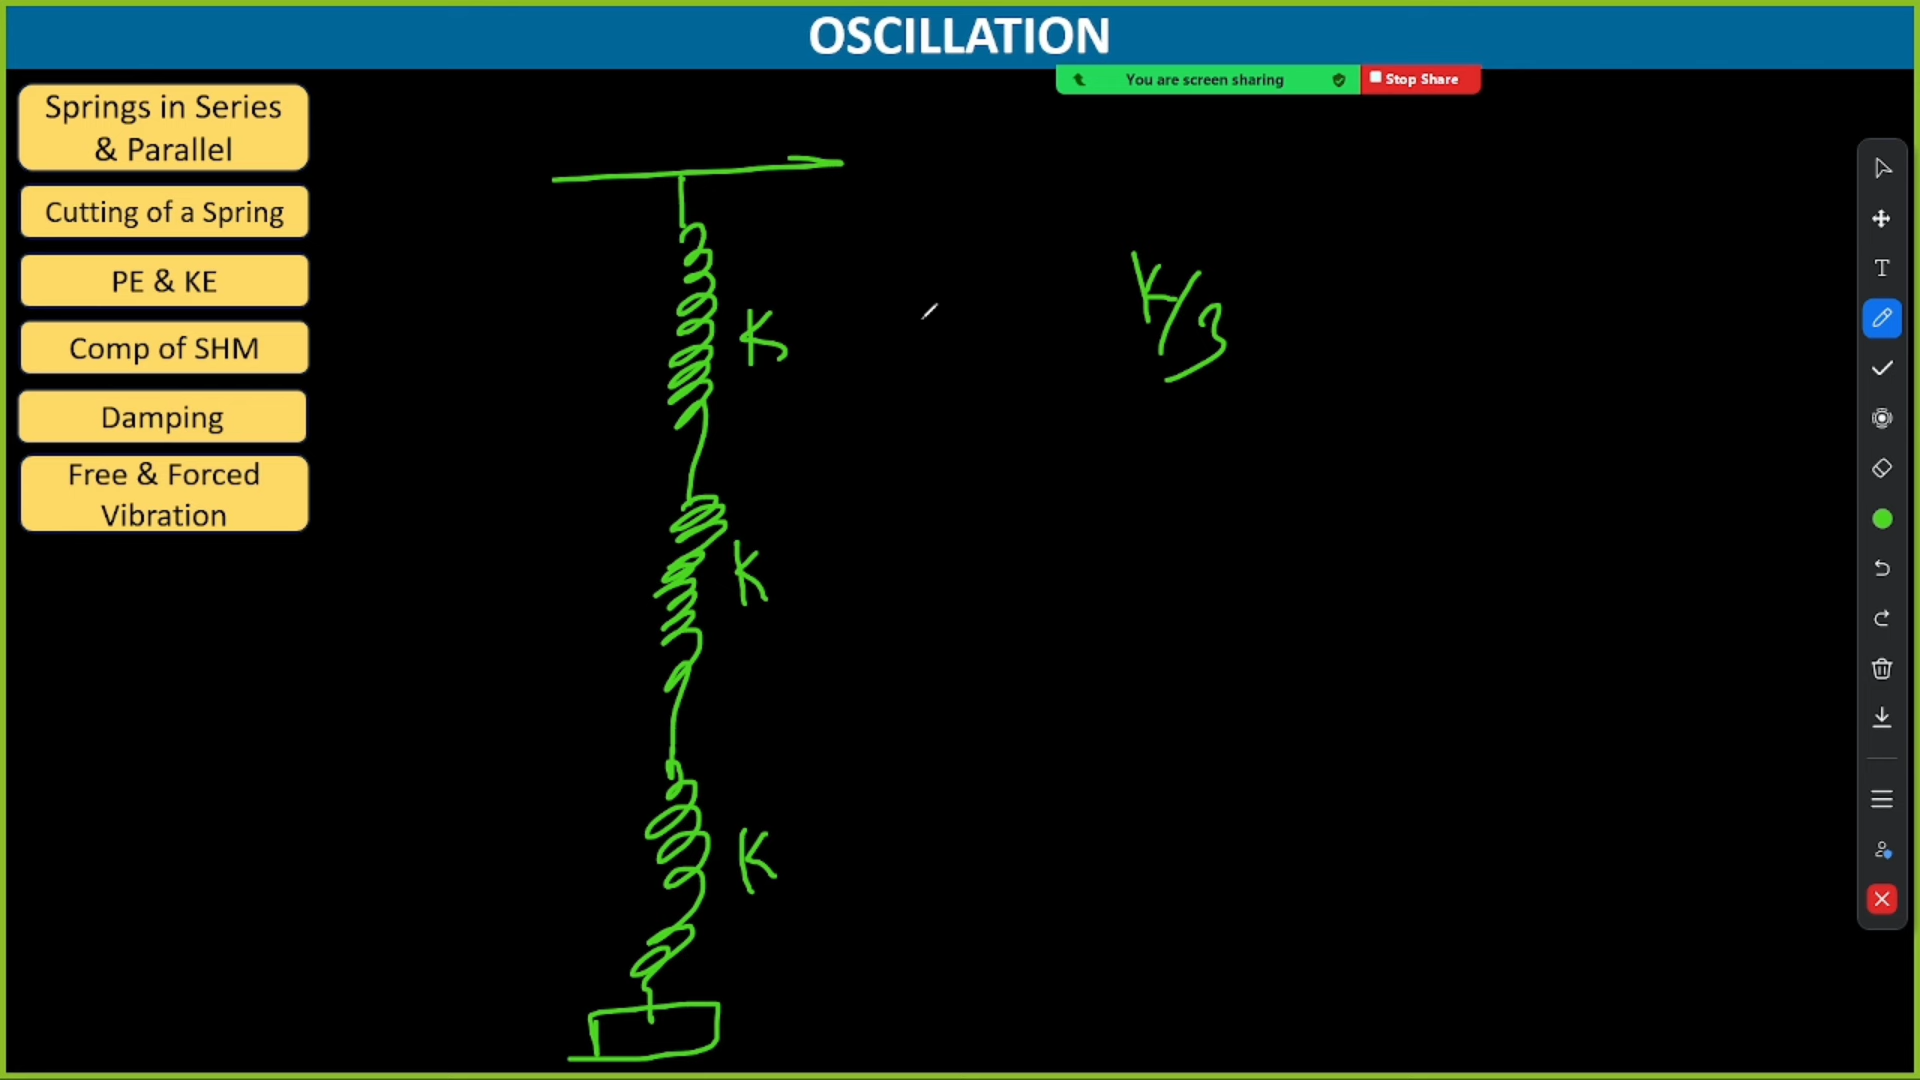 OSCILLATION
You are screen sharing
Stop Share
Springs in Series
& Parallel
Cutting of a Spring
PE & KE
Comp of SHM
Damping
Free & Forced
Vibration
K
K
K
K/3
T